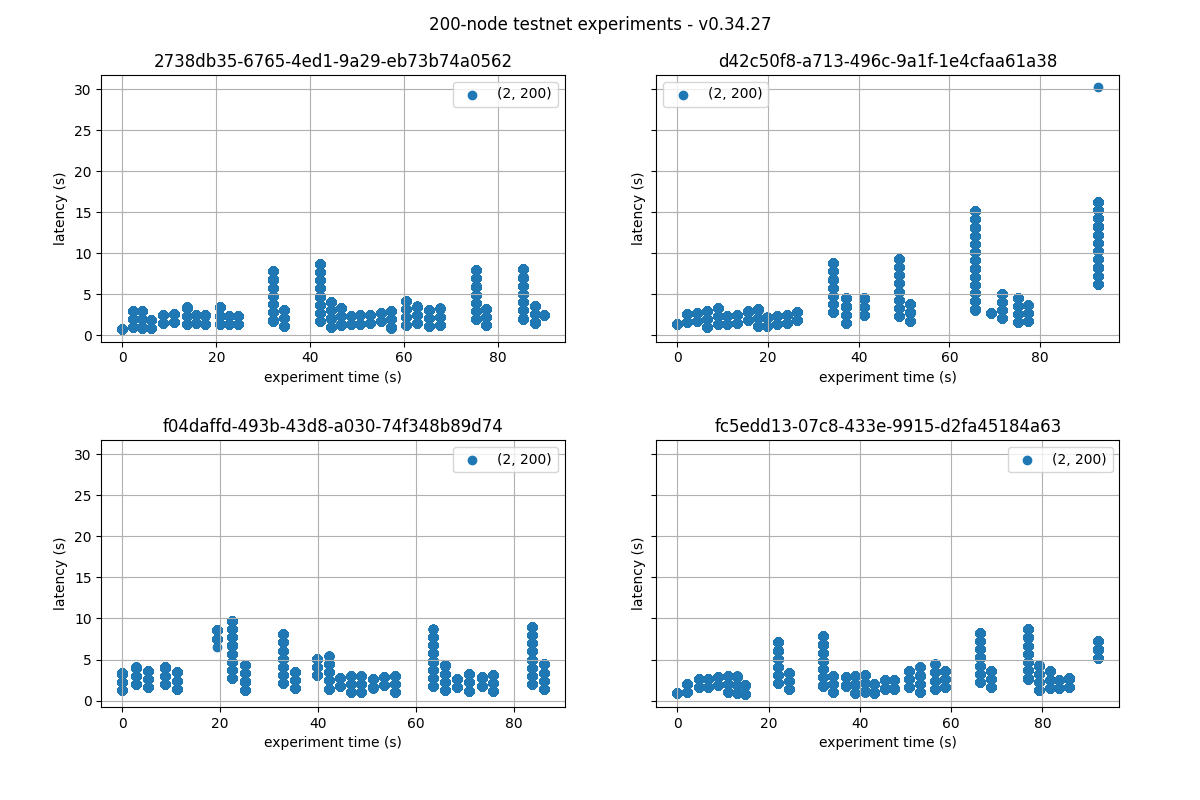 200-node testnet experiments - v0.34.27
2738db35-6765-4ed1-9a29-eb73b74a0562
(2, 200)
30
25
20
15
10
5
0
latency (s)
0 20 40 60 80
experiment time (s)
d42c50f8-a713-496c-9a1f-1e4cfaa61a38
(2, 200)
latency (s)
0 20 40 60 80
experiment time (s)
f04daffd-493b-43d8-a030-74f348b89d74
(2, 200)
30
25
20
15
10
5
0
latency (s)
0 20 40 60 80
experiment time (s)
fc5edd13-07c8-433e-9915-d2fa45184a63
(2, 200)
latency (s)
0 20 40 60 80
experiment time (s)